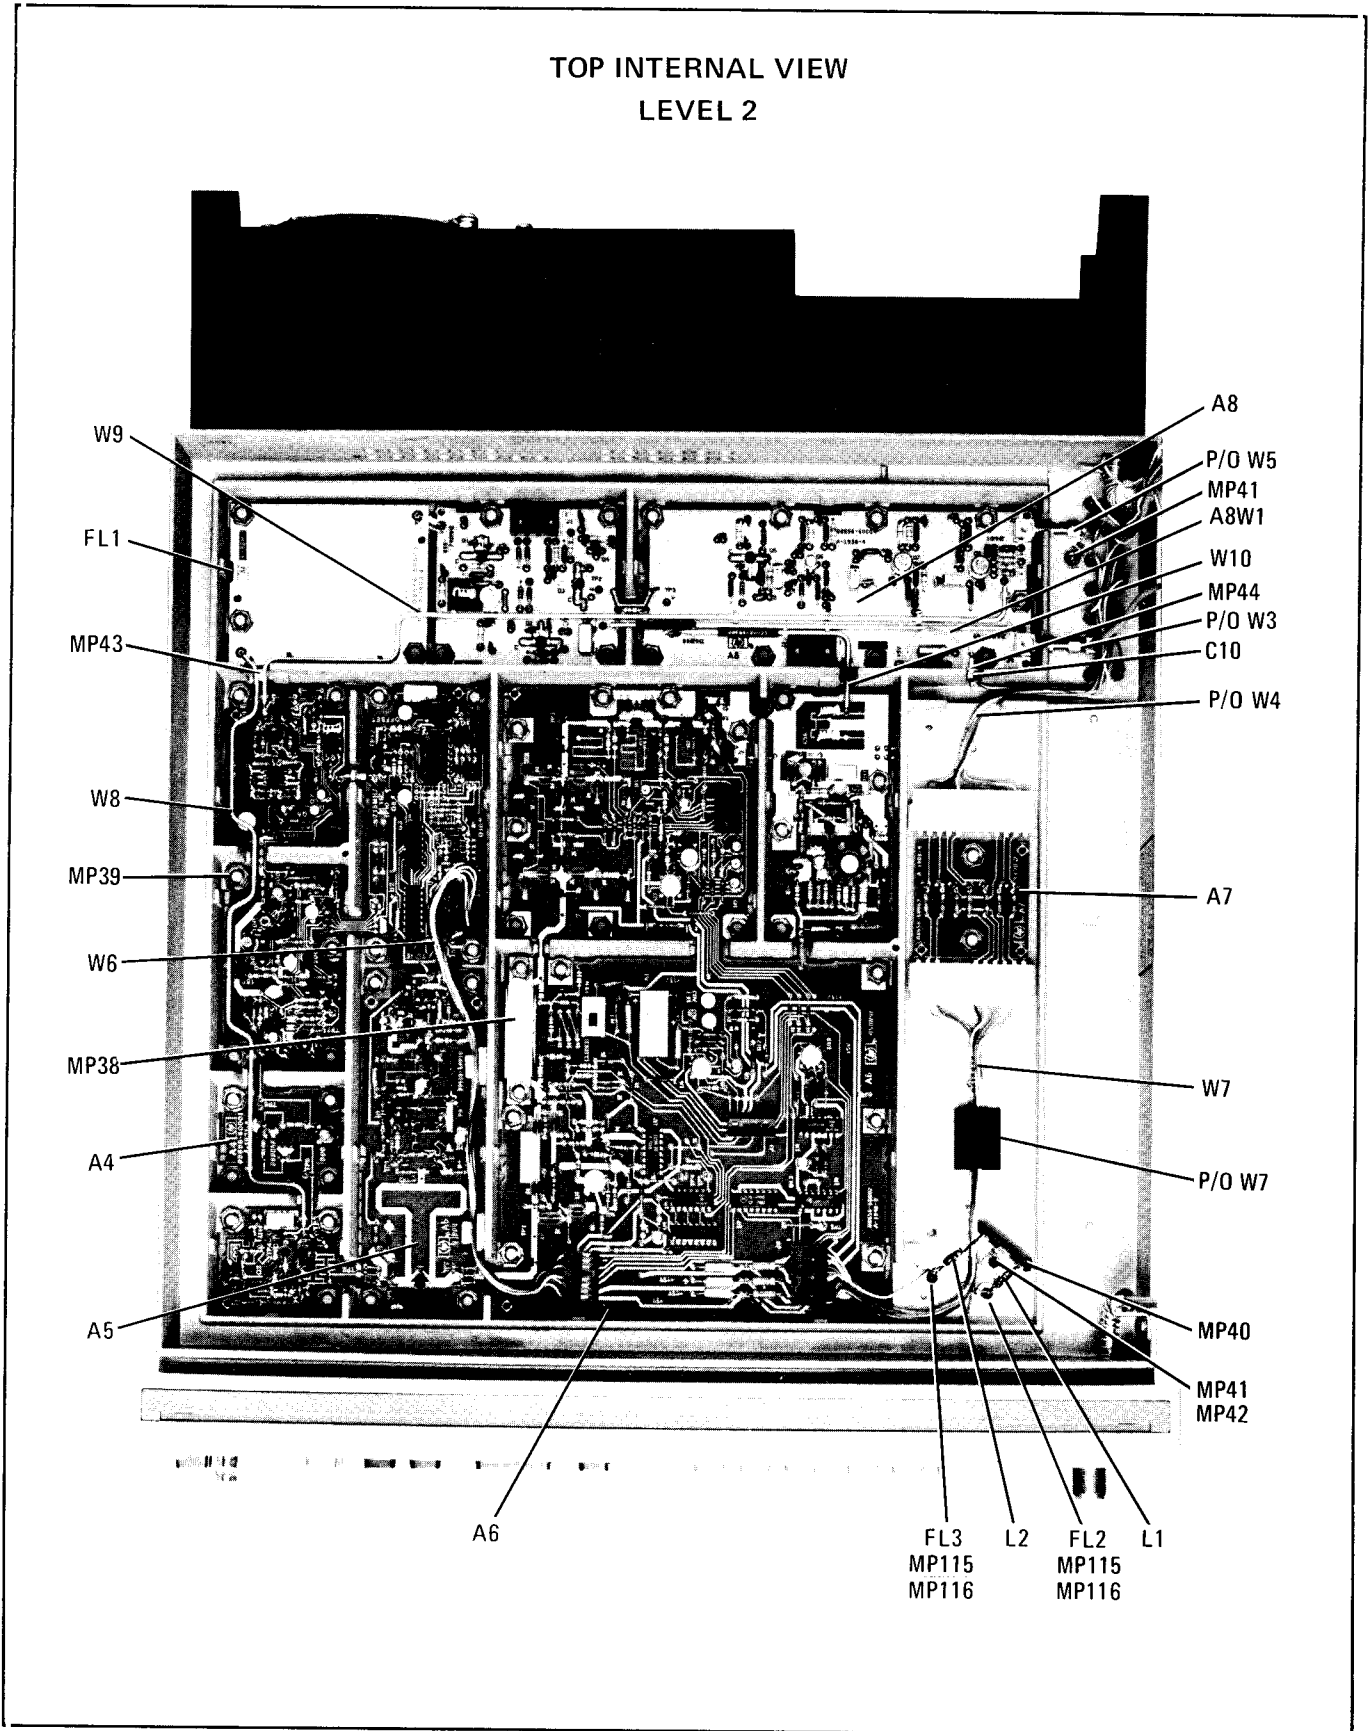 TOP INTERNAL VIEW
LEVEL 2
A8
W9
P/O W5
MP41
A8W1
FL1
W10
MP44
P/O W3
MP43
C10
P/O W4
W8
MP39
A7
W6
MP38
W7
A4
P/O W7
A5
MP40
MP41
MP42
A6
FL3 L2 FL2 L1
MP115 MP115
MP116 MP116